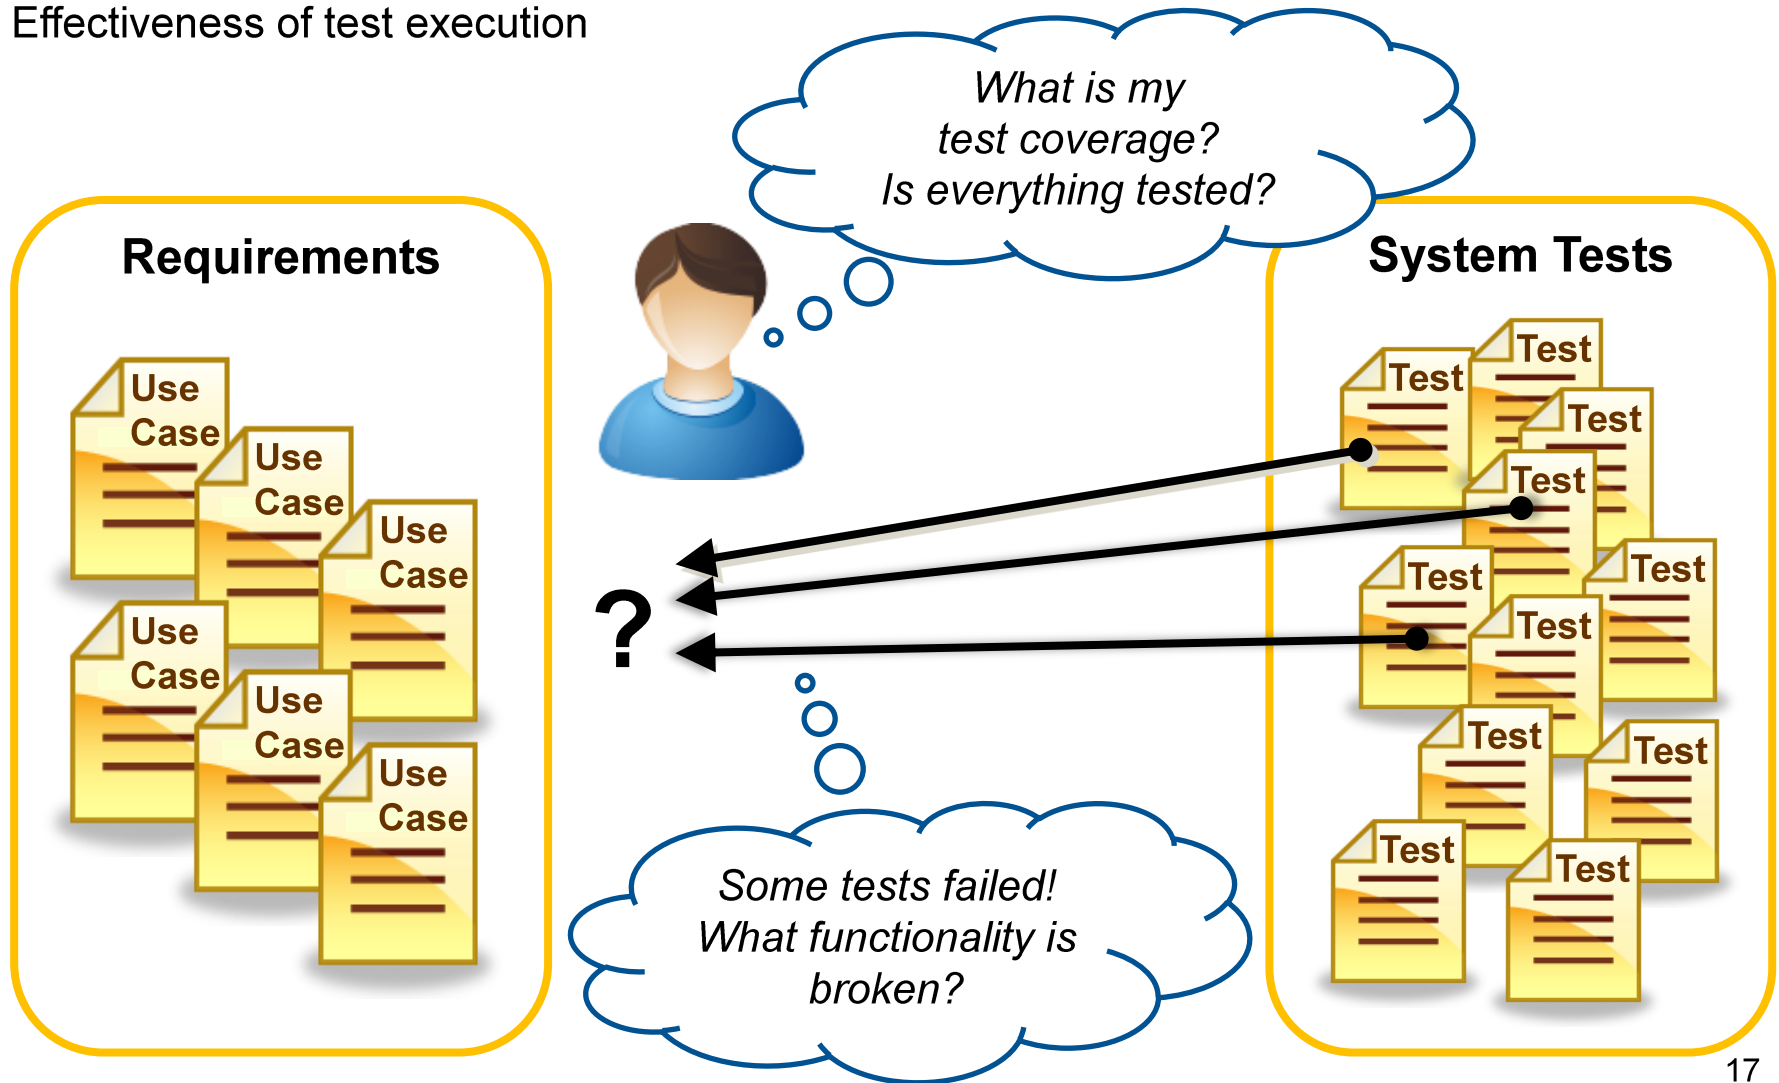 Effectiveness of test execution
What is my
test coverage?
Is everything tested?
Requirements
Use
Case
Use
Case
Use
Case
Use
Case
Use
Case
Use
Case
?
Some tests failed!
What functionality is
broken?
System Tests
Test
Test
Test
Test
Test
Test
Test
Test
Test
Test
Test
17